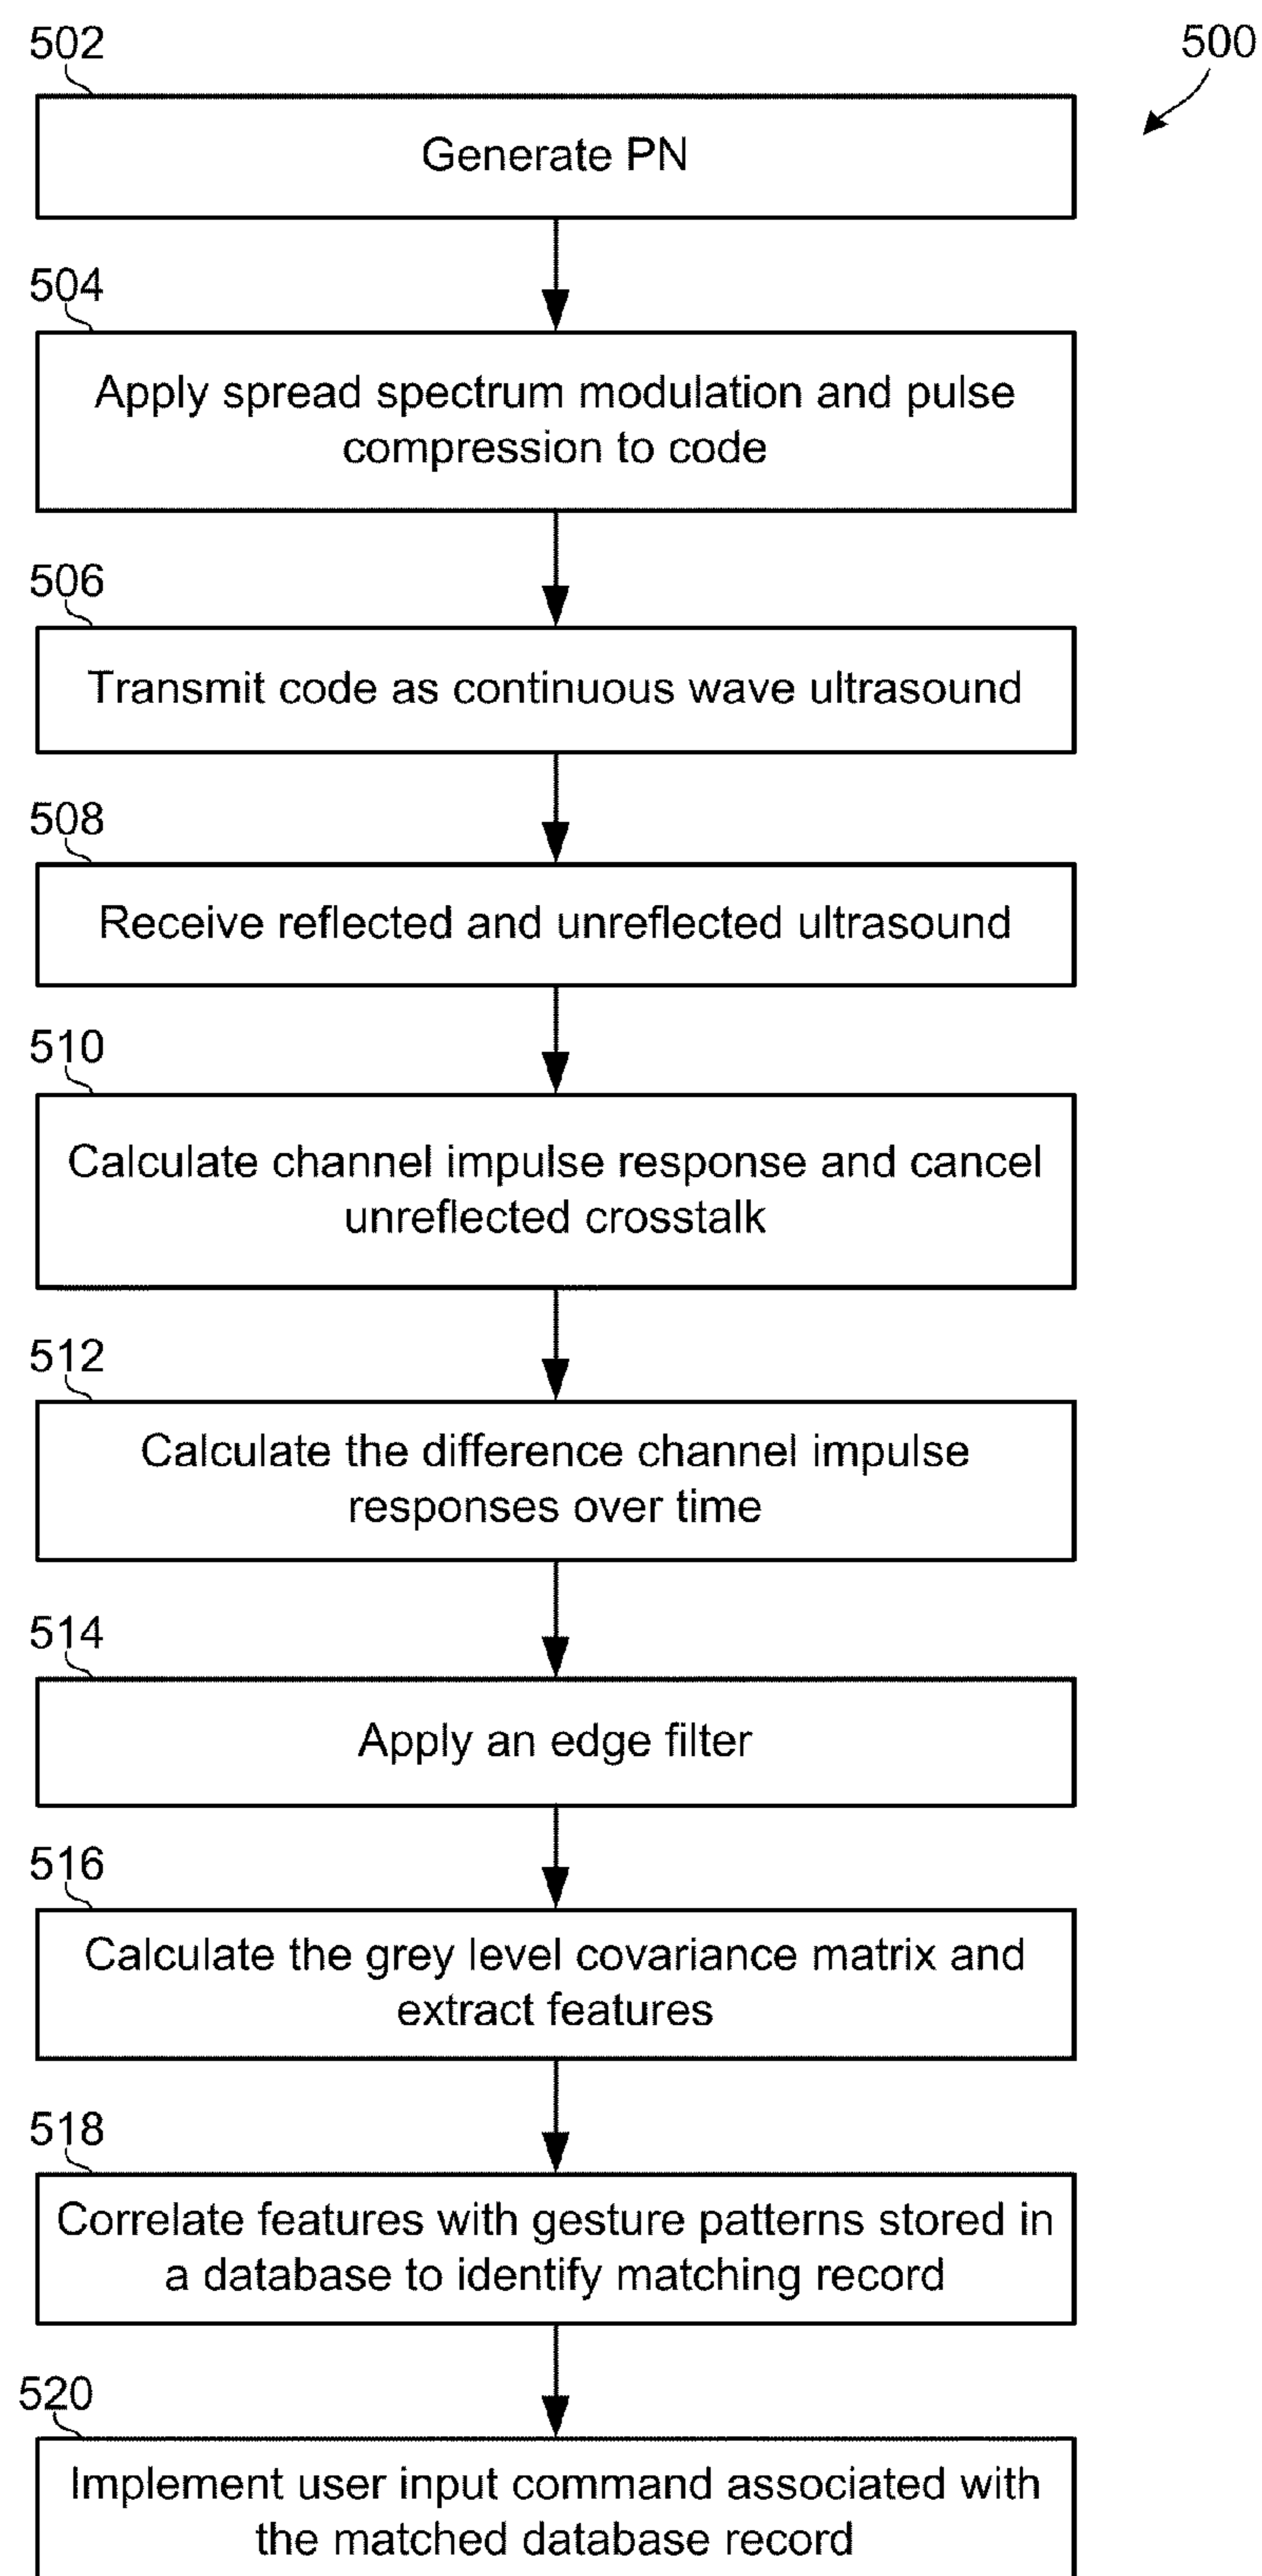 502
500
Generate PN
504
Apply spread spectrum modulation and pulse
compression to code
506
Transmit code as continuous wave ultrasound
508
Receive reflected and unreflected ultrasound
510
Calculate channel impulse response and cancel
unreflected crosstalk
512
Calculate the difference channel impulse
responses over time
514
Apply an edge filter
516
Calculate the grey level covariance matrix and
extract features
518
Correlate features with gesture patterns stored in
a database to identify matching record
520
Implement user input command associated with
the matched database record